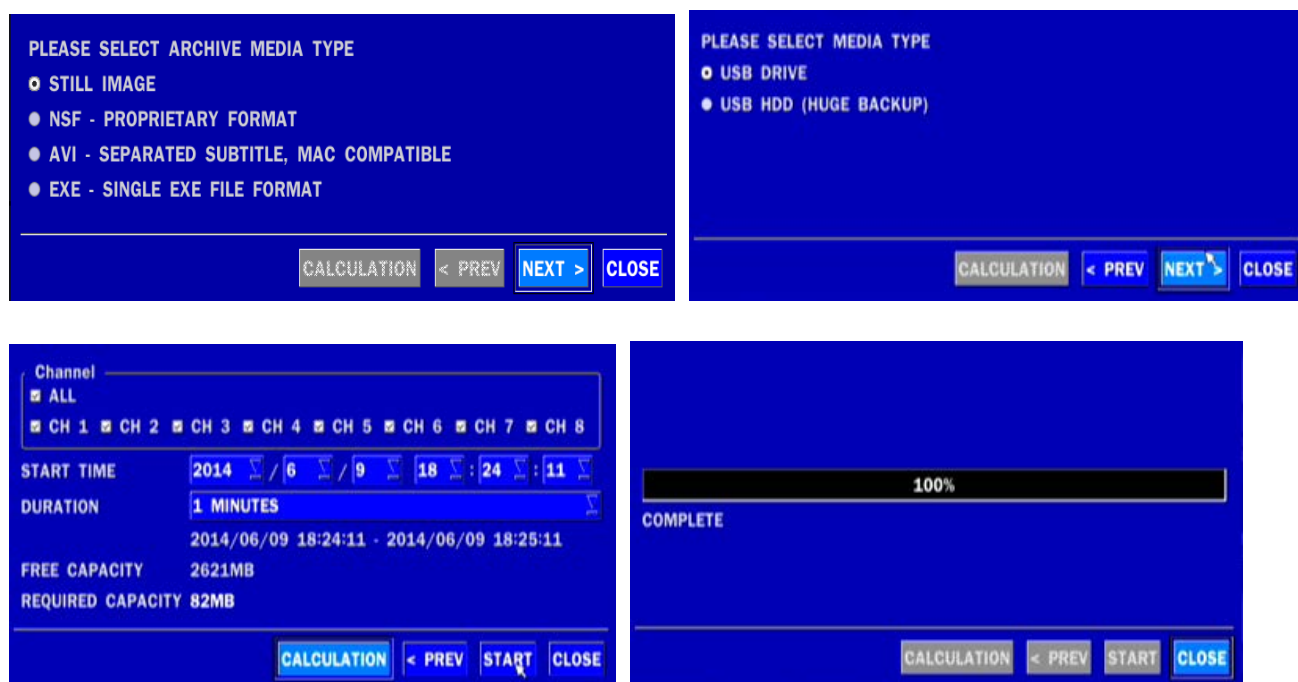 PLEASE SELECT ARCHIVE MEDIA TYPE
STILL IMAGE
NSF - PROPRIETARY FORMAT
AVI - SEPARATED SUBTITLE, MAC COMPATIBLE
EXE - SINGLE EXE FILE FORMAT
CALCULATION < PREV NEXT > CLOSE
PLEASE SELECT MEDIA TYPE
USB DRIVE
USB HDD (HUGE BACKUP)
CALCULATION < PREV NEXT > CLOSE
Channel
ALL
CH 1 CH 2 CH 3 CH 4 CH 5 CH 6 CH 7 CH 8
START TIME 2014 / 6 / 9 18 : 24 : 11
DURATION 1 MINUTES
2014/06/09 18:24:11 - 2014/06/09 18:25:11
FREE CAPACITY 2621MB
REQUIRED CAPACITY 82MB
CALCULATION < PREV START CLOSE
100%
COMPLETE
CALCULATION < PREV START CLOSE